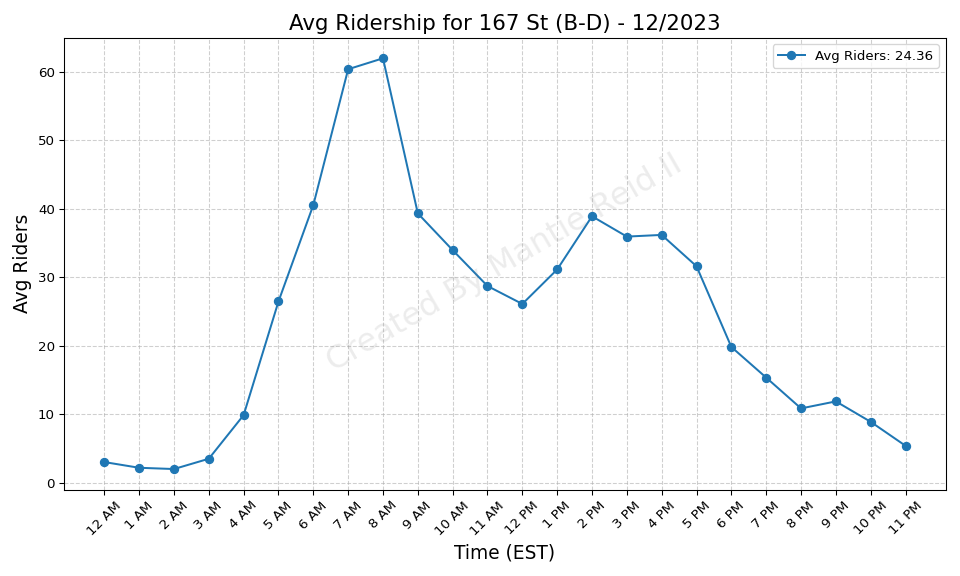 Avg Ridership for 167 St (B-D) - 12/2023
Avg Riders: 24.36
60
50
40
30
20
10
0
Avg Riders
Created By Mantie Reid II
12 AM
1 AM
2 AM
3 AM
4 AM
5 AM
6 AM
7 AM
8 AM
9 AM
10 AM
11 AM
12 PM
1 PM
2 PM
3 PM
4 PM
5 PM
6 PM
7 PM
8 PM
9 PM
10 PM
11 PM
Time (EST)